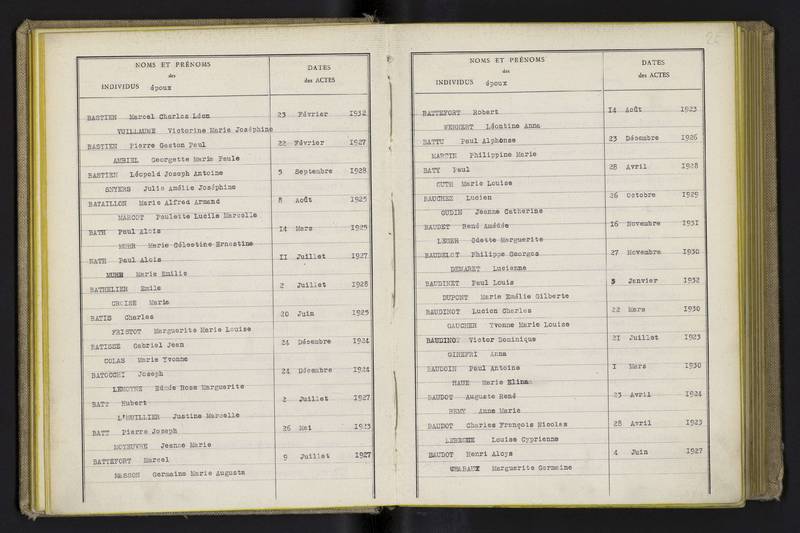 NOMS ET PRÉNOMS
des
INDIVIDUS époux
DATES
des ACTES
BASTIEN Marcel Charles Léon 23 Février 1932
VUILLAUME Victorine Marie Joséphine
BASTIEN Pierre Gaston Paul 22 Février 1927
AMBIEL Georgette Marie Paule
BASTIEN Léopold Joseph Antoine 5 Septembre 1928
SNYERS Julie Amélie Joséphine
BATAILLON Marie Alfred Armand 8 Août 1925
MARCOT Paulette Lucile Marcelle
BATH Paul Alois 14 Mars 1925
MUHR Marie Célestine Ernestine
BATH Paul Alois 11 Juillet 1927
MUHR Marie Emilie
BATHELIER Emile 2 Juillet 1928
CROISE Marie
BATIS Charles 20 Juin 1925
FRISTOT Marguerite Marie Louise
BATISSE Gabriel Jean 24 Décembre 1924
COLAS Marie Yvonne
BATOCCHI Joseph 24 Décembre 1924
LEMOYNE Edmée Rose Marguerite
BATT Hubert 2 Juillet 1927
L'HUILLIER Justine Marcelle
BATT Pierre Joseph 26 Mai 1923
MOYEUVRE Jeanne Marie
BATTEFORT Marcel 9 Juillet 1927
MASSON Germaine Marie Augusta
NOMS ET PRÉNOMS
des
INDIVIDUS époux
DATES
des ACTES
BATTEFORT Robert 14 Août 1923
WERNERT Léontine Anna
BATTU Paul Alphonse 23 Décembre 1926
MARTIN Philippine Marie
BATY Paul 28 Avril 1928
GUTH Marie Louise
BAUCHEZ Lucien 26 Octobre 1929
OUDIN Jeanne Catherine
BAUDET René Amédée 16 Novembre 1931
LEGER Odette Marguerite
BAUDELOT Philippe Georges 27 Novembre 1930
DEMARET Lucienne
BAUDINET Paul Louis 5 Janvier 1932
DUPONT Marie Emélie Gilberte
BAUDINOT Lucien Charles 22 Mars 1930
GAUCHER Yvonne Marie Louise
BAUDINOT Victor Dominique 21 Juillet 1923
GIREFRI Anna
BAUDOIN Paul Antoine 1 Mars 1930
HAUE Marie Elina
BAUDOT Auguste René 23 Avril 1924
REMY Anne Marie
BAUDOT Charles François Nicolas 28 Avril 1923
Louise Cyprienne
BAUDOT Henri Aloys 4 Juin 1927
CHABAUX Marguerite Germaine